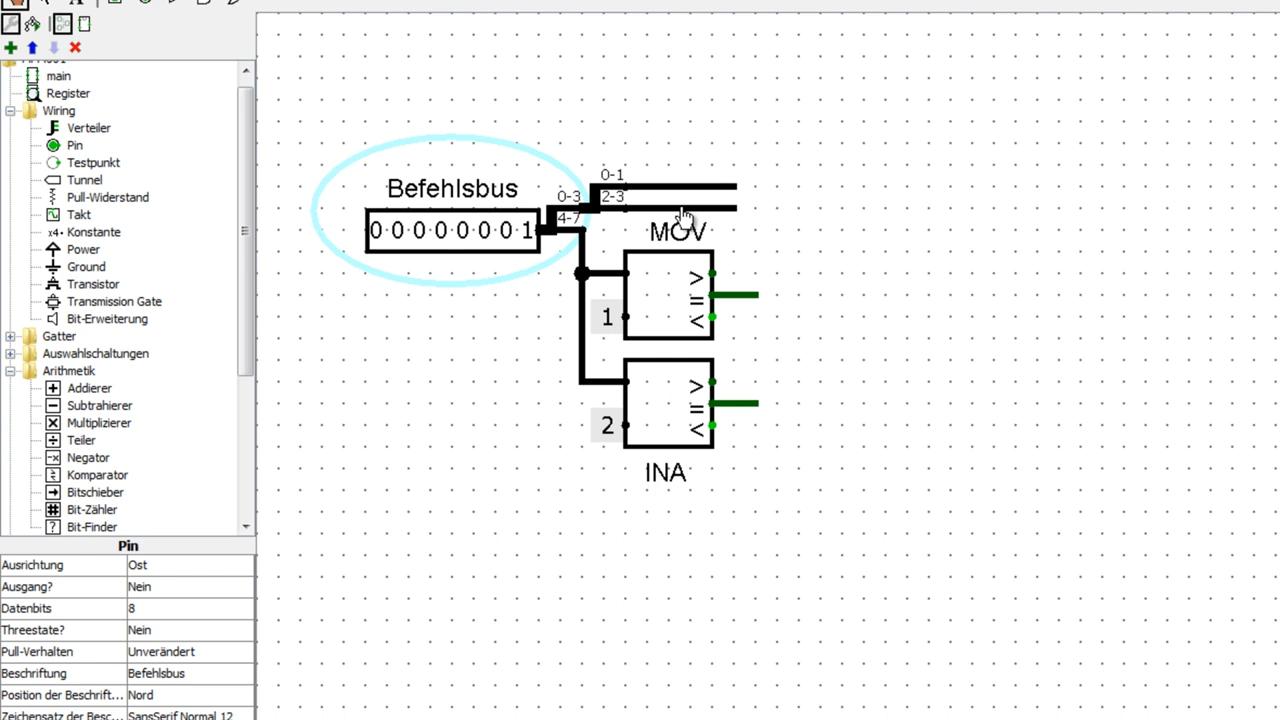 A
main
Register
Wiring
Verteiler
Pin
Testpunkt
Tunnel
Pull-Widerstand
Takt
x4• Konstante
Power
Ground
Transistor
Transmission Gate
Bit-Erweiterung
Gatter
Auswahlschaltungen
Arithmetik
Addierer
Subtrahierer
Multiplizierer
Teiler
Negator
Komparator
Bitschieber
Bit-Zähler
Bit-Finder
Pin
Ausrichtung Ost
Ausgang? Nein
Datenbits 8
Threestate? Nein
Pull-Verhalten Unverändert
Beschriftung Befehlsbus
Position der Beschrift... Nord
Zeichensatz der Besc... SansSerif Normal 12
Befehlsbus
0 0 0 0 0 0 0 1
0-3
4-7
0-1
2-3
MOV
>
=
<
1
>
=
<
2
INA